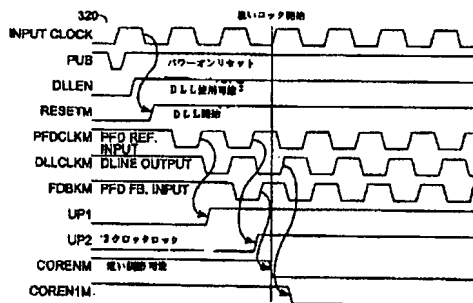 320
粗いロック開始
INPUT CLOCK
PUB
パワーオンリセット
DLLEN
DLL使用可能
RESETM
DLL開始
PFDCLKM
PFD REF. INPUT
DLLCLKM
DLINE OUTPUT
FDBKM
PFD FB. INPUT
UP1
UP2
2クロックロック
CORENM
粗い調節可能
COREN1M